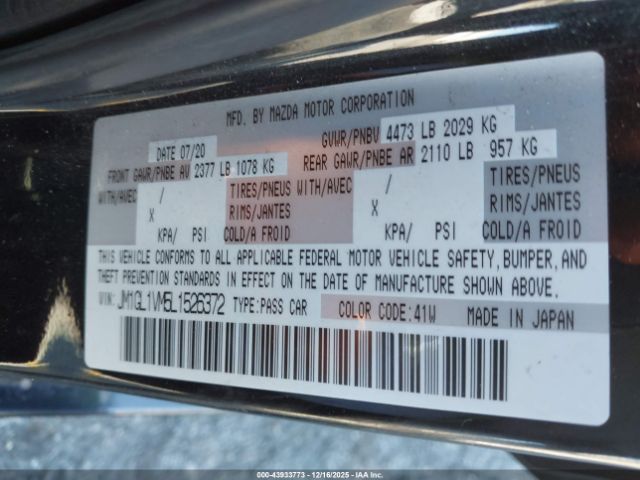 MFD. BY MAZDA MOTOR CORPORATION
DATE 07/20
GVWR/PNBV 4473 LB 2029 KG
FRONT GAWR/PNBE AV 2377 LB 1078 KG
REAR GAWR/PNBE AR 2110 LB 957 KG
WITH/AVEC / TIRES/PNEUS WITH/AVEC / TIRES/PNEUS
X RIMS/JANTES X RIMS/JANTES
KPA/ PSI COLD/A FROID KPA/ PSI COLD/A FROID
THIS VEHICLE CONFORMS TO ALL APPLICABLE FEDERAL MOTOR VEHICLE SAFETY, BUMPER, AND
THEFT PREVENTION STANDARDS IN EFFECT ON THE DATE OF MANUFACTURE SHOWN ABOVE.
VIN: JM1GL1VM5L1526372 TYPE:PASS CAR COLOR CODE:41W MADE IN JAPAN
000-43933773 - 12/16/2025 - IAA Inc.